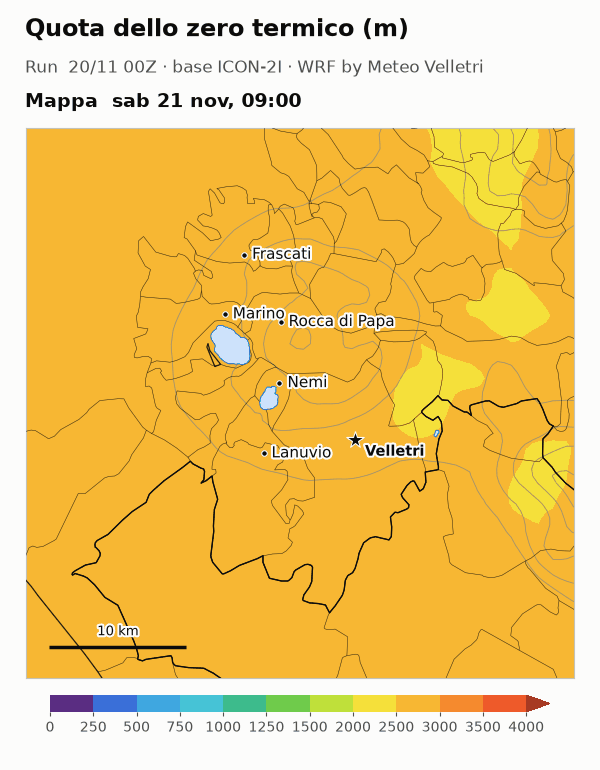 Quota dello zero termico (m)
Run  20/11 00Z · base ICON-2I · WRF by Meteo Velletri
Mappa  sab 21 nov, 09:00
Frascati
Marino
Rocca di Papa
Nemi
Velletri
Lanuvio
10 km
0 250 500 750 1000 1250 1500 2000 2500 3000 3500 4000